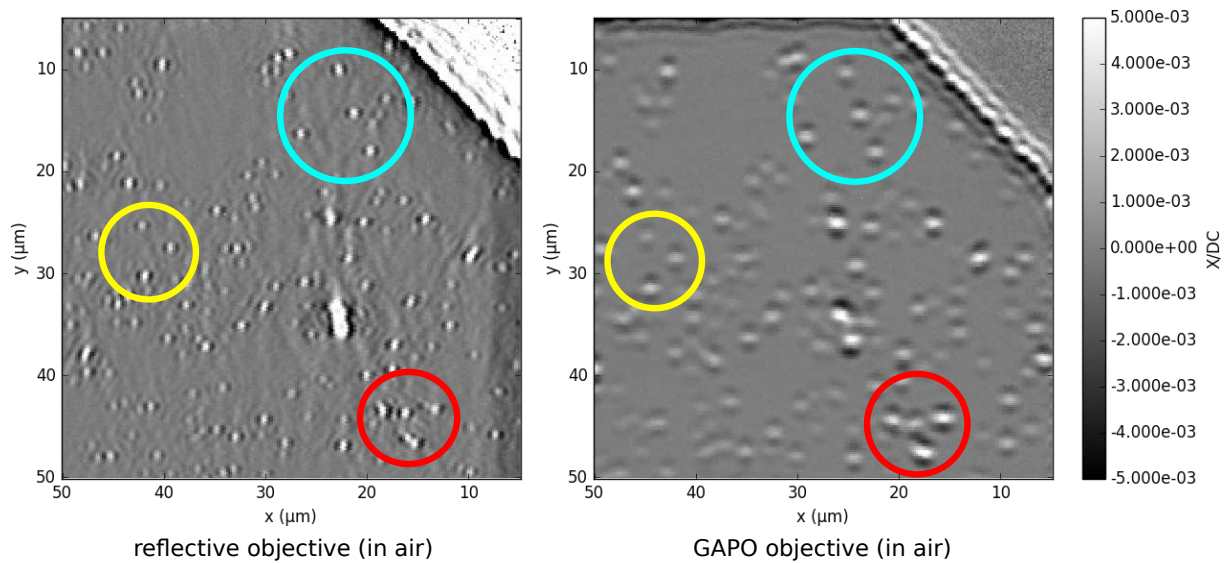 10
20
30
40
50
y (μm)
50
40
30
20
10
x (μm)
reflective objective (in air)
10
20
30
40
50
y (μm)
50
40
30
20
10
x (μm)
GAPO objective (in air)
5.000e-03
4.000e-03
3.000e-03
2.000e-03
1.000e-03
0.000e+00
-1.000e-03
-2.000e-03
-3.000e-03
-4.000e-03
-5.000e-03
X/DC